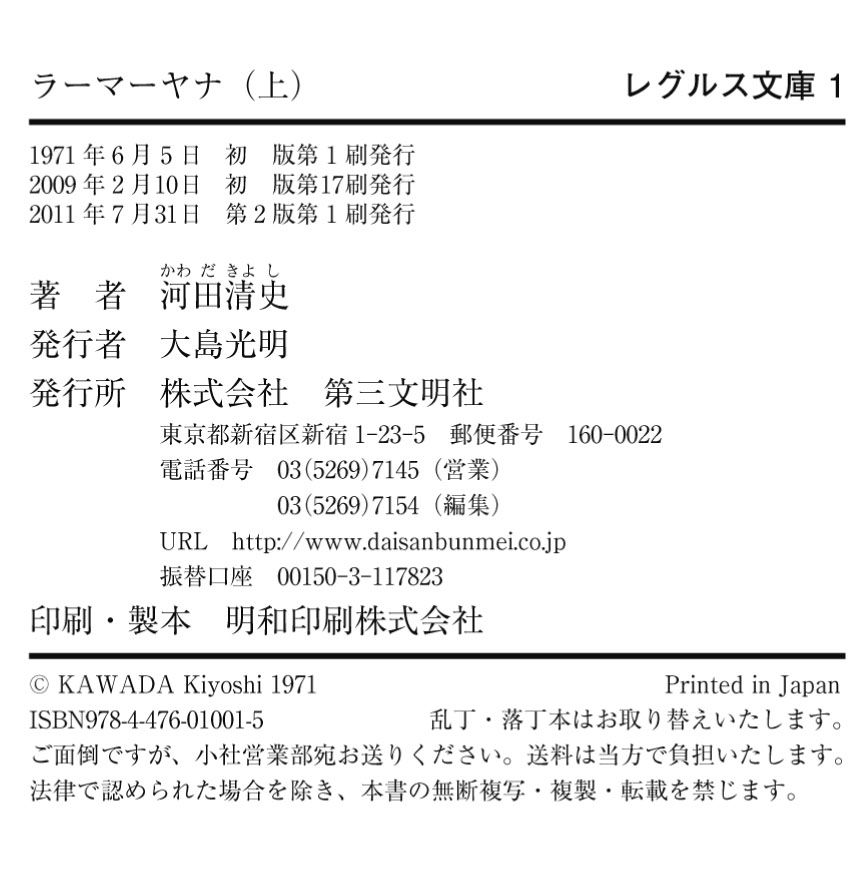 ラーマーヤナ（上）　レグルス文庫 1
1971 年 6 月 5 日　初　版第 1 刷発行
2009 年 2 月10日　初　版第17刷発行
2011 年 7 月31日　第 2 版第 1 刷発行
かわ だ きよ し
著　者　河田清史
発行者　大島光明
発行所　株式会社　第三文明社
東京都新宿区新宿 1-23-5　郵便番号　160-0022
電話番号　03(5269)7145（営業）
03(5269)7154（編集）
URL　http://www.daisanbunmei.co.jp
振替口座　00150-3-117823
印刷・製本　明和印刷株式会社
© KAWADA Kiyoshi 1971　Printed in Japan
ISBN978-4-476-01001-5　乱丁・落丁本はお取り替えいたします。
ご面倒ですが、小社営業部宛お送りください。送料は当方で負担いたします。
法律で認められた場合を除き、本書の無断複写・複製・転載を禁じます。